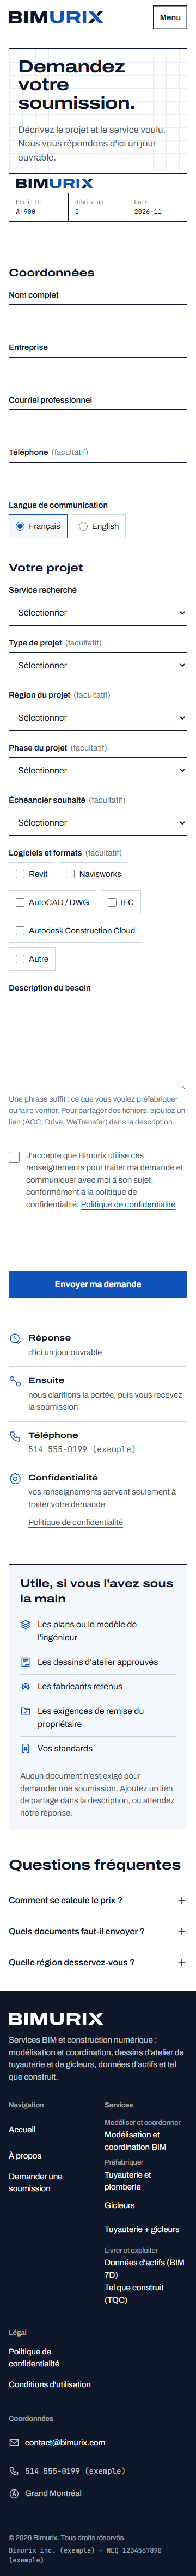 BIMURIX
Menu
Demandez
votre
soumission.
Décrivez le projet et le service voulu.
Nous vous répondons d'ici un jour
ouvrable.
BIMURIX
Feuille
A-900
Révision
0
Date
2026-11
Coordonnées
Nom complet
Entreprise
Courriel professionnel
Téléphone (facultatif)
Langue de communication
Français
English
Votre projet
Service recherché
Sélectionner
Type de projet (facultatif)
Sélectionner
Région du projet (facultatif)
Sélectionner
Phase du projet (facultatif)
Sélectionner
Échéancier souhaité (facultatif)
Sélectionner
Logiciels et formats (facultatif)
Revit
Navisworks
AutoCAD / DWG
IFC
Autodesk Construction Cloud
Autre
Description du besoin
Une phrase suffit : ce que vous voulez préfabriquer
ou faire vérifier. Pour partager des fichiers, ajoutez un
lien (ACC, Drive, WeTransfer) dans la description.
J'accepte que Bimurix utilise ces
renseignements pour traiter ma demande et
communiquer avec moi à son sujet,
conformément à la politique de
confidentialité. Politique de confidentialité
Envoyer ma demande
Réponse
d'ici un jour ouvrable
Ensuite
nous clarifions la portée, puis vous recevez
la soumission
Téléphone
514 555-0199 (exemple)
Confidentialité
vos renseignements servent seulement à
traiter votre demande
Politique de confidentialité
Utile, si vous l'avez sous
la main
Les plans ou le modèle de
l'ingénieur
Les dessins d'atelier approuvés
Les fabricants retenus
Les exigences de remise du
propriétaire
Vos standards
Aucun document n'est exigé pour
demander une soumission. Ajoutez un lien
de partage dans la description, ou attendez
notre réponse.
Questions fréquentes
Comment se calcule le prix ?
Quels documents faut-il envoyer ?
Quelle région desservez-vous ?
BIMURIX
Services BIM et construction numérique :
modélisation et coordination, dessins d'atelier de
tuyauterie et de gicleurs, données d'actifs et tel
que construit.
Navigation
Accueil
À propos
Demander une
soumission
Services
Modéliser et coordonner
Modélisation et
coordination BIM
Préfabriquer
Tuyauterie et
plomberie
Gicleurs
Tuyauterie + gicleurs
Livrer et exploiter
Données d'actifs (BIM
7D)
Tel que construit
(TQC)
Légal
Politique de
confidentialité
Conditions d'utilisation
Coordonnées
contact@bimurix.com
514 555-0199 (exemple)
Grand Montréal
© 2026 Bimurix. Tous droits réservés.
Bimurix inc. (exemple) · NEQ 1234567890
(exemple)